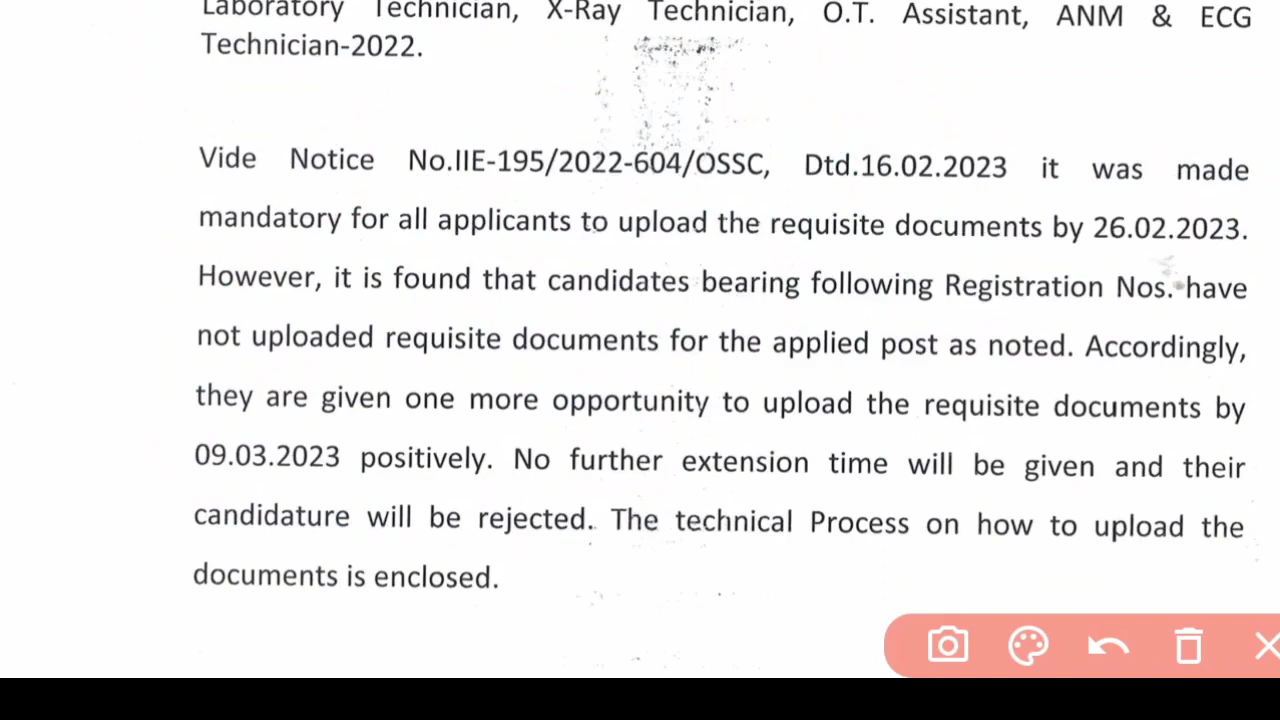 Laboratory Technician, X-Ray Technician, O.T. Assistant, ANM & ECG
Technician-2022.
Vide Notice No.IIE-195/2022-604/OSSC, Dtd.16.02.2023 it was made
mandatory for all applicants to upload the requisite documents by 26.02.2023.
However, it is found that candidates bearing following Registration Nos. have
not uploaded requisite documents for the applied post as noted. Accordingly,
they are given one more opportunity to upload the requisite documents by
09.03.2023 positively. No further extension time will be given and their
candidature will be rejected. The technical Process on how to upload the
documents is enclosed.